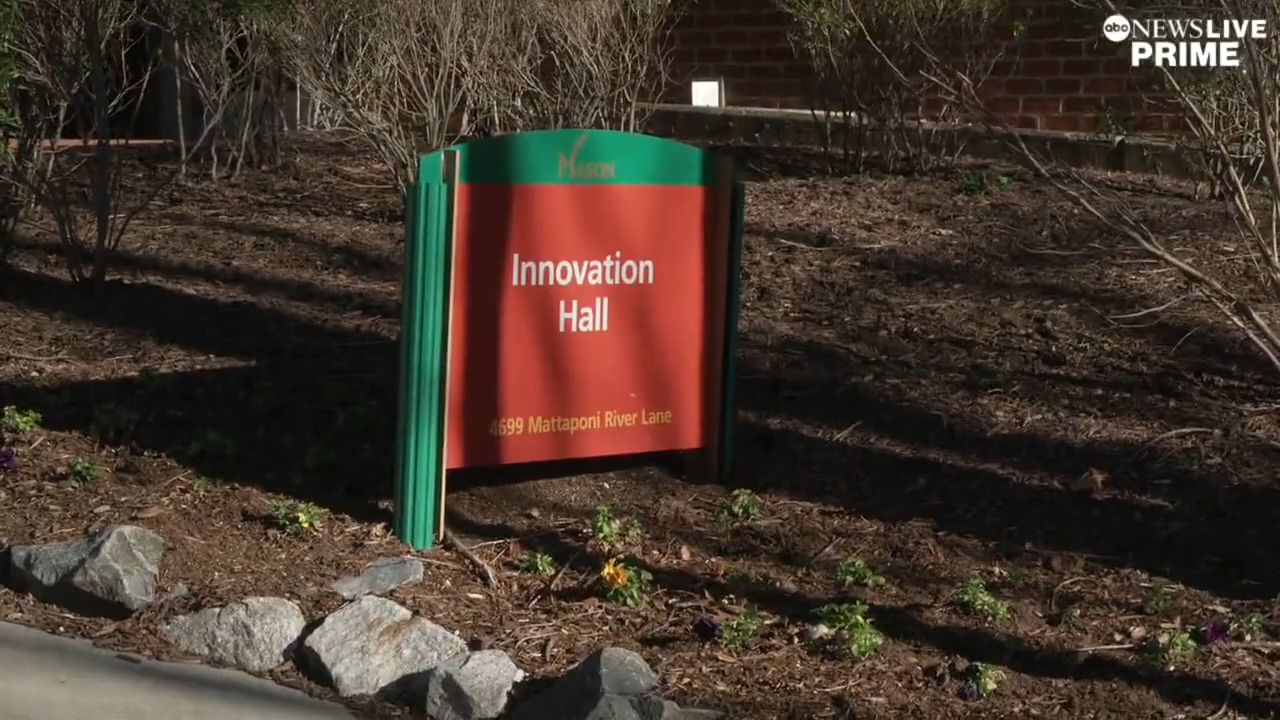 abc NEWS LIVE
PRIME
MASON
Innovation
Hall
4699 Mattaponi River Lane